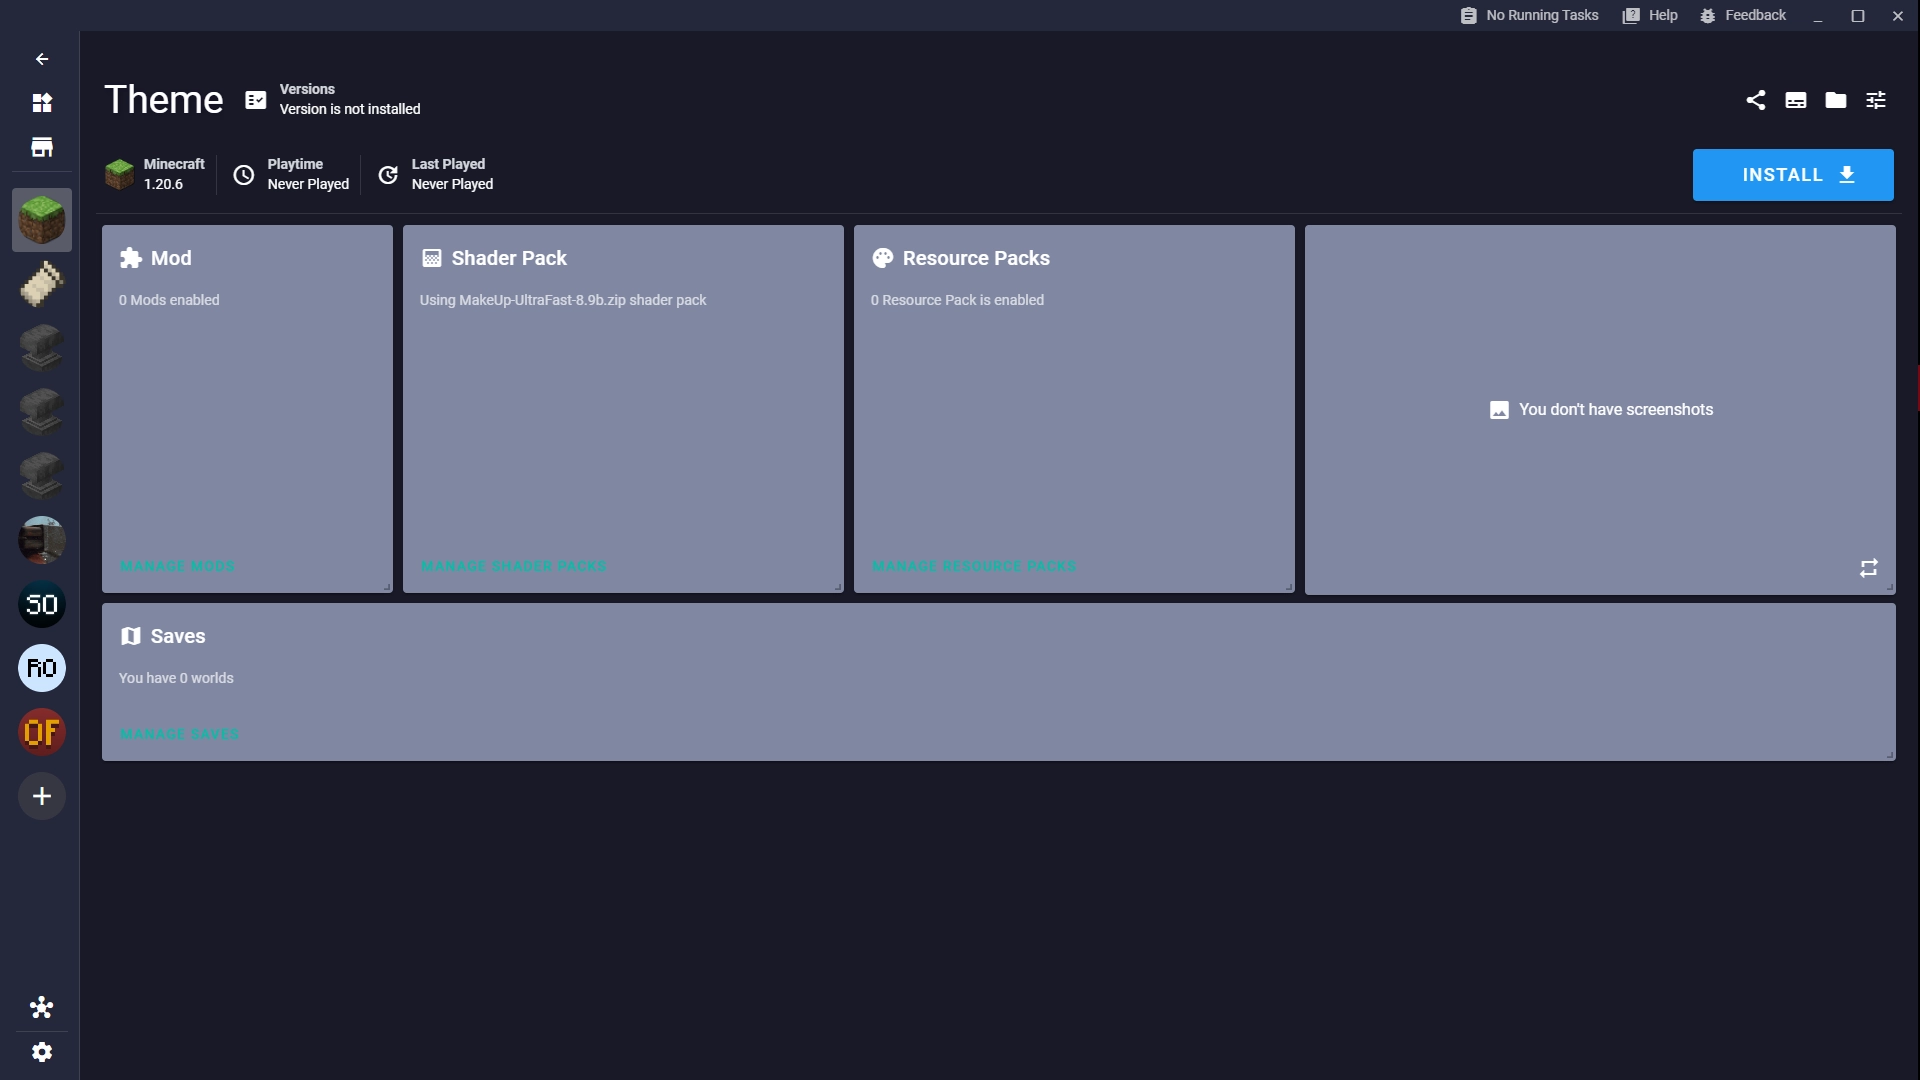 No Running Tasks
Help
Feedback
Theme
Versions
Version is not installed
Minecraft
1.20.6
Playtime
Never Played
Last Played
Never Played
INSTALL
Mod
0 Mods enabled
MANAGE MODS
Shader Pack
Using MakeUp-UltraFast-8.9b.zip shader pack
MANAGE SHADER PACKS
Resource Packs
0 Resource Pack is enabled
MANAGE RESOURCE PACKS
You don't have screenshots
Saves
You have 0 worlds
MANAGE SAVES
SO
RO
OF